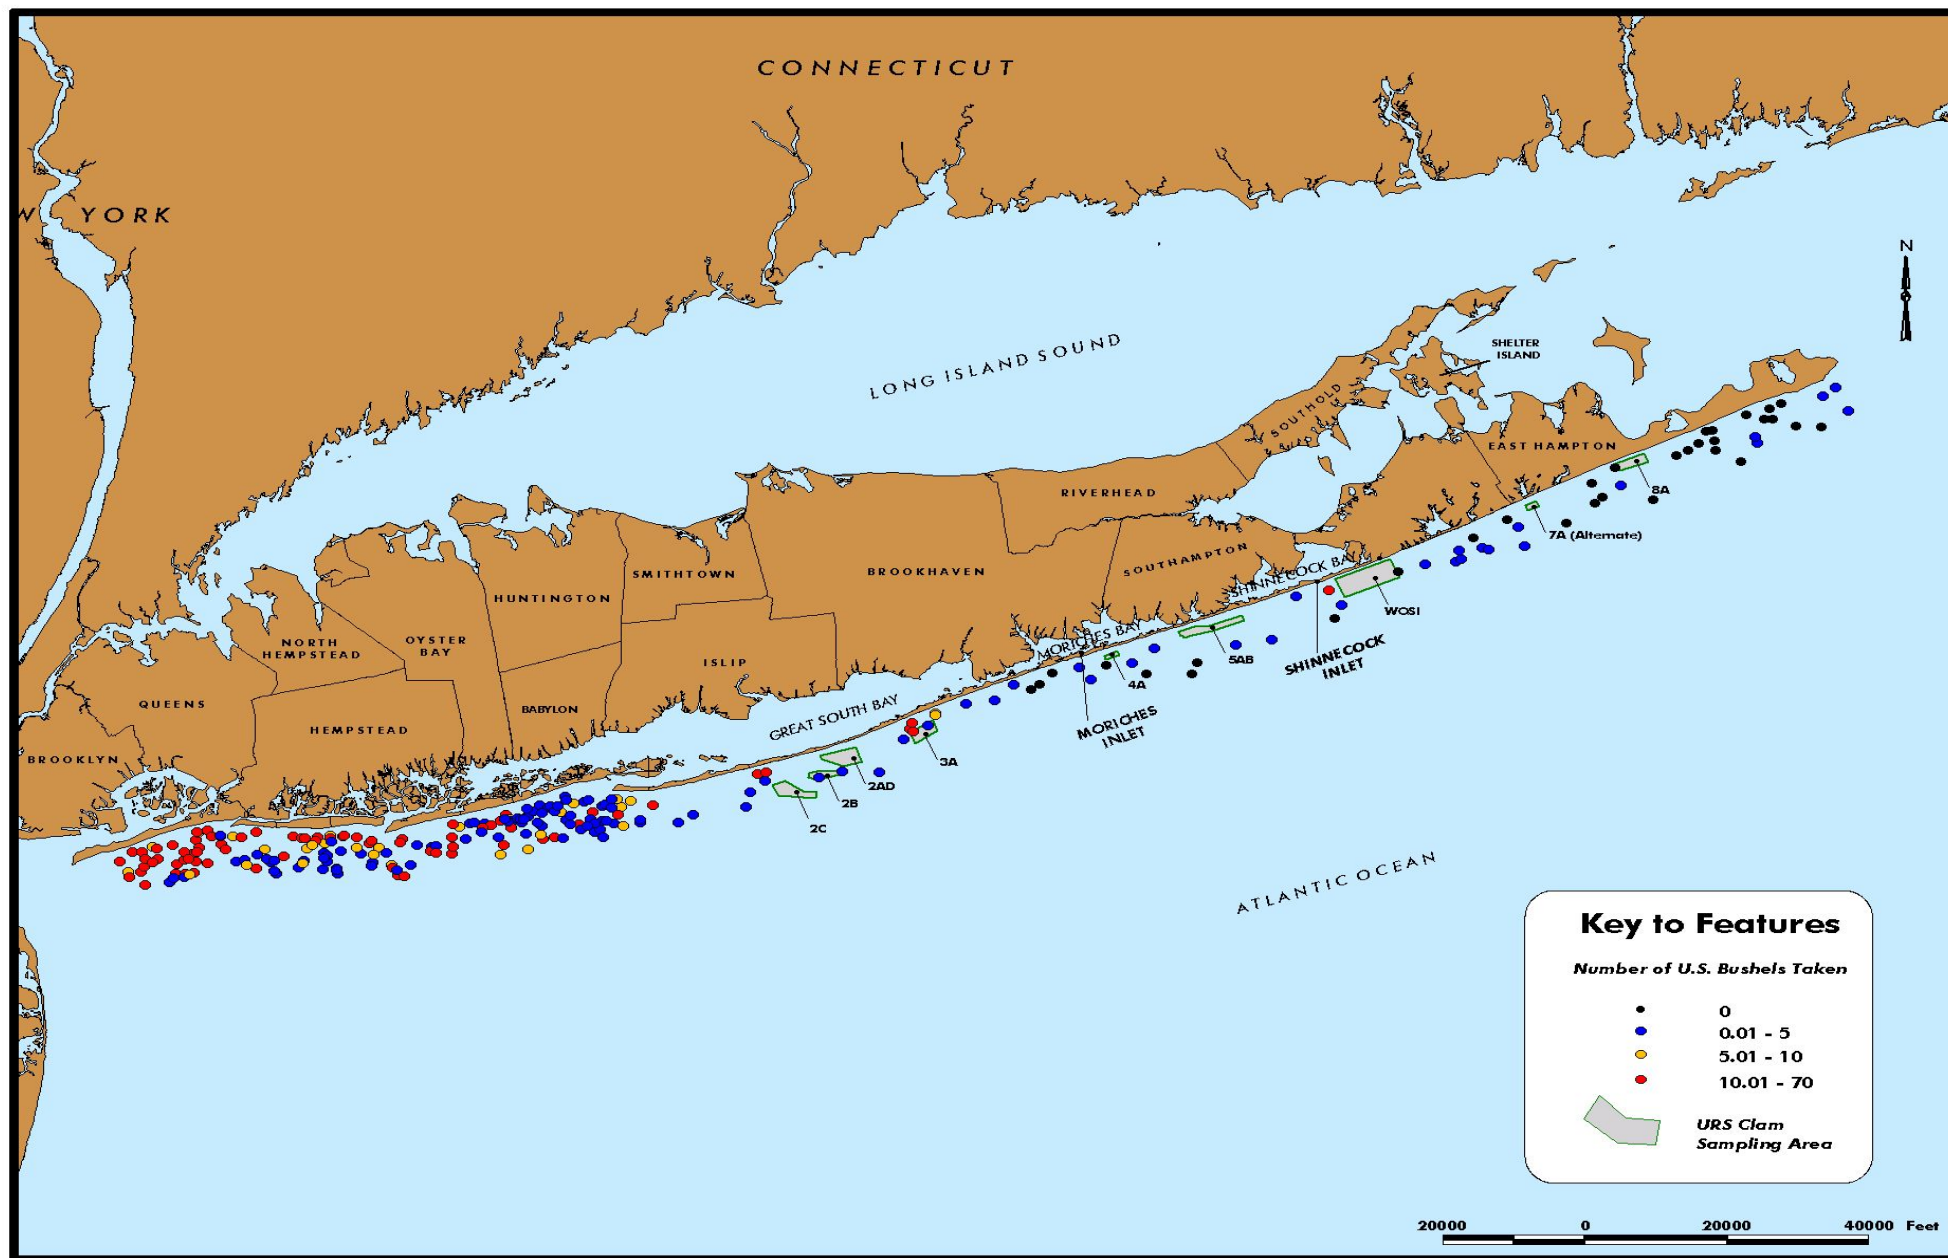 CONNECTICUT
W YORK
N
LONG ISLAND SOUND
SHELTER
ISLAND
SOUTHOLD
EAST HAMPTON
RIVERHEAD
8A
7A (Alternate)
SOUTHAMPTON
BROOKHAVEN
SMITHTOWN
SHINNECOCK BAY
HUNTINGTON
WOSI
NORTH
HEMPSTEAD
OYSTER
BAY
MORICHES BAY
5AB
SHINNECOCK
INLET
ISLIP
4A
QUEENS
BABYLON
GREAT SOUTH BAY
MORICHES
INLET
HEMPSTEAD
BROOKLYN
3A
2AD
2B
2C
ATLANTIC OCEAN
Key to Features
Number of U.S. Bushels Taken
0
0.01 - 5
5.01 - 10
10.01 - 70
URS Clam
Sampling Area
20000 0 20000 40000 Feet